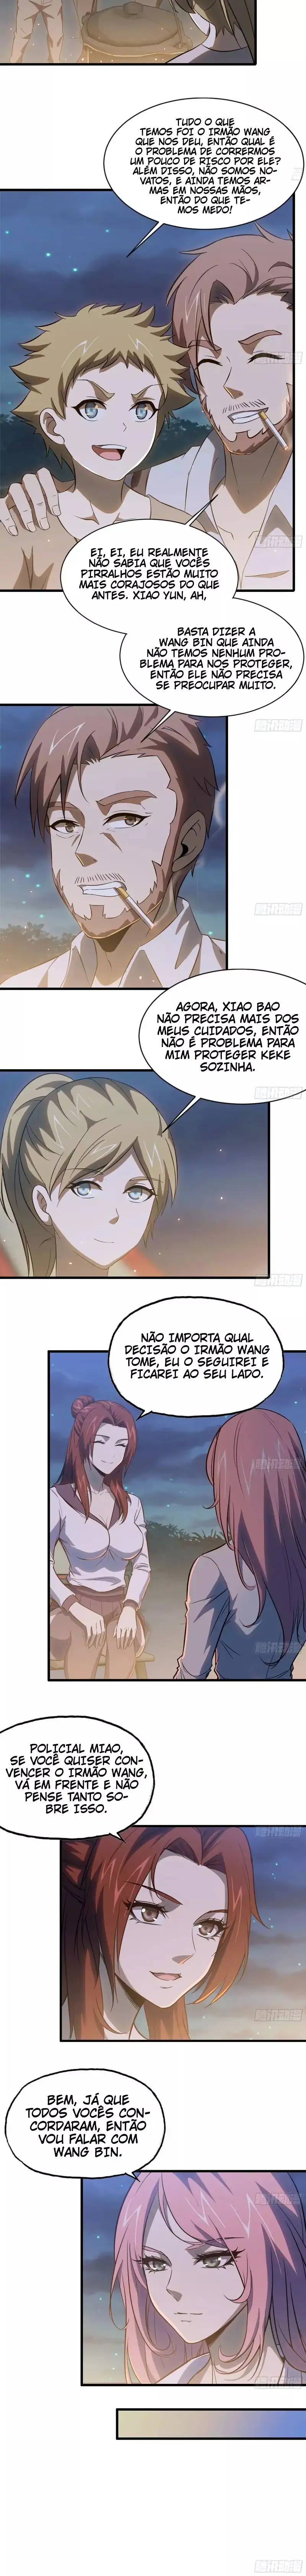 TUDO O QUE
TEMOS FOI O IRMÃO WANG
QUE NOS DEU, ENTÃO QUAL É
O PROBLEMA DE CORRERMOS
UM POUCO DE RISCO POR ELE?
ALÉM DISSO, NÃO SOMOS NO-
VATOS, E AINDA TEMOS AR-
MAS EM NOSSAS MÃOS,
ENTÃO DO QUE TE-
MOS MEDO!
EI, EI, EU REALMENTE
NÃO SABIA QUE VOCÊS
PIRRALHOS ESTÃO MUITO
MAIS CORAJOSOS DO QUE
ANTES. XIAO YUN, AH,
BASTA DIZER A
WANG BIN QUE AINDA
NÃO TEMOS NENHUM PRO-
BLEMA PARA NOS PROTEGER,
ENTÃO ELE NÃO PRECISA
SE PREOCUPAR MUITO.
AGORA, XIAO BAO
NÃO PRECISA MAIS DOS
MEUS CUIDADOS, ENTÃO
NÃO É PROBLEMA PARA
MIM PROTEGER KEKE
SOZINHA.
NÃO IMPORTA QUAL
DECISÃO O IRMÃO WANG
TOME, EU O SEGUIREI E
FICAREI AO SEU LADO.
POLICIAL MIAO,
SE VOCÊ QUISER CON-
VENCER O IRMÃO WANG,
VÁ EM FRENTE E NÃO
PENSE TANTO SO-
BRE ISSO.
BEM, JÁ QUE
TODOS VOCÊS CON-
CORDARAM, ENTÃO
VOU FALAR COM
WANG BIN.